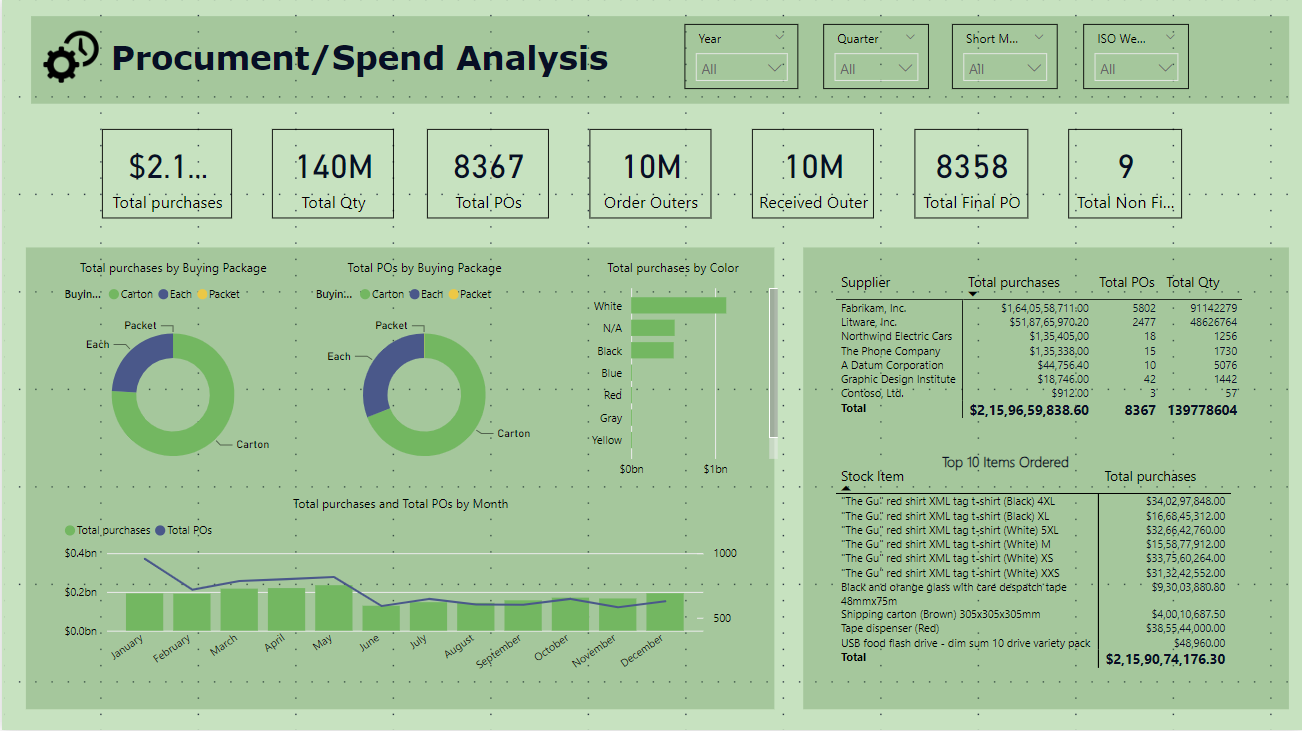 Procument/Spend Analysis
Year
All
Quarter
All
Short M...
All
ISO We...
All
$2.1...
Total purchases
140M
Total Qty
8367
Total POs
10M
Order Outers
10M
Received Outer
8358
Total Final PO
9
Total Non Fi...
Total purchases by Buying Package
Buyin... Carton Each Packet
Packet
Each
Carton
Total POs by Buying Package
Buyin... Carton Each Packet
Packet
Each
Carton
Total purchases by Color
White
N/A
Black
Blue
Red
Gray
Yellow
$0bn $1bn
Total purchases and Total POs by Month
Total purchases Total POs
$0.4bn
$0.2bn
$0.0bn
1000
500
January February March April May June July August September October November December
Supplier Total purchases Total POs Total Qty
Fabrikam, Inc. $1,64,05,58,711.00 5802 91142279
Litware, Inc. $51,87,65,970.20 2477 48626764
Northwind Electric Cars $1,35,405.00 18 1256
The Phone Company $1,35,338.00 15 1730
A Datum Corporation $44,756.40 10 5076
Graphic Design Institute $18,746.00 42 1442
Contoso, Ltd. $912.00 3 57
Total $2,15,96,59,838.60 8367 139778604
Top 10 Items Ordered
Stock Item Total purchases
"The Gu" red shirt XML tag t-shirt (Black) 4XL $34,02,97,848.00
"The Gu" red shirt XML tag t-shirt (Black) XL $16,68,45,312.00
"The Gu" red shirt XML tag t-shirt (White) 5XL $32,66,42,760.00
"The Gu" red shirt XML tag t-shirt (White) M $15,58,77,912.00
"The Gu" red shirt XML tag t-shirt (White) XS $33,75,60,264.00
"The Gu" red shirt XML tag t-shirt (White) XXS $31,32,42,552.00
Black and orange glass with care despatch tape $9,30,03,880.80
48mmx75m
Shipping carton (Brown) 305x305x305mm $4,00,10,687.50
Tape dispenser (Red) $38,55,44,000.00
USB food flash drive - dim sum 10 drive variety pack $48,960.00
Total $2,15,90,74,176.30